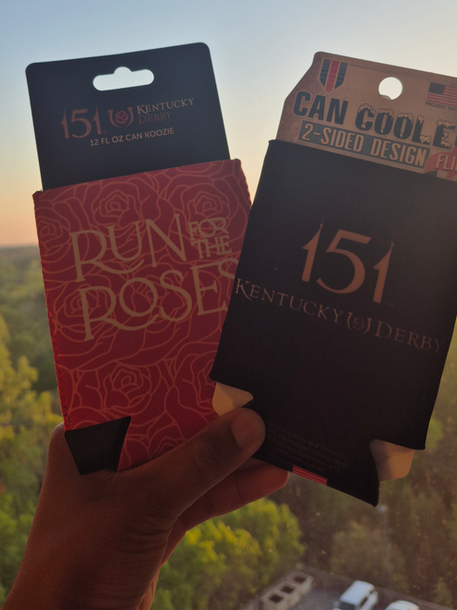 151 KENTUCKY
DERBY
12 FL OZ CAN KOOZIE
RUN FOR
THE
ROSES
CAN COOLE
2-SIDED DESIGN
151
KENTUCKY DERBY